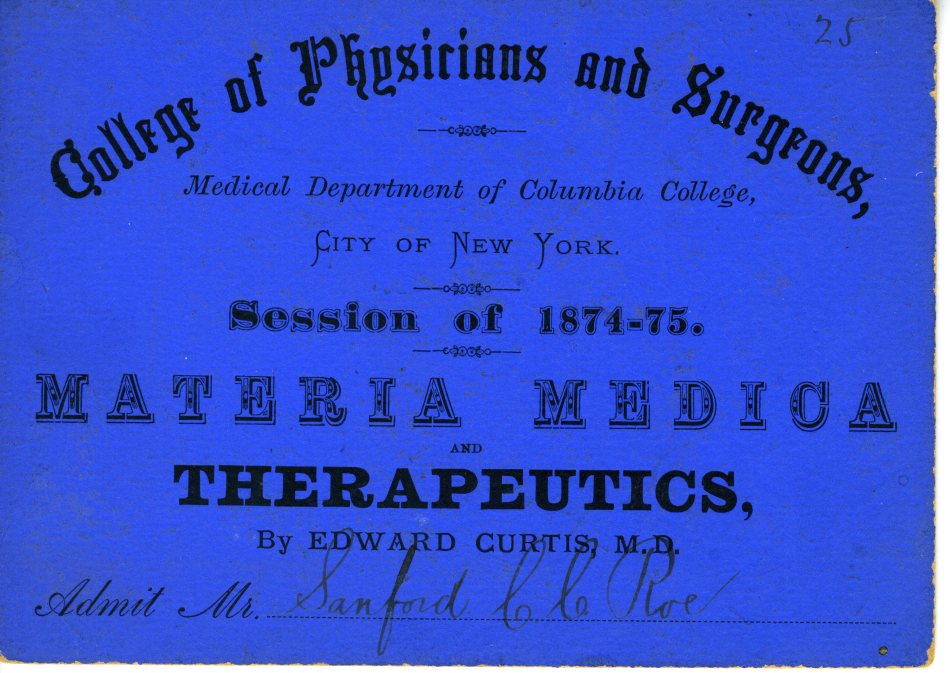 25
College of Physicians and Surgeons,
Medical Department of Columbia College,
CITY OF NEW YORK.
Session of 1874-75.
MATERIA MEDICA
AND
THERAPEUTICS,
By EDWARD CURTIS, M.D.
Admit Mr. Sanford C C Roe